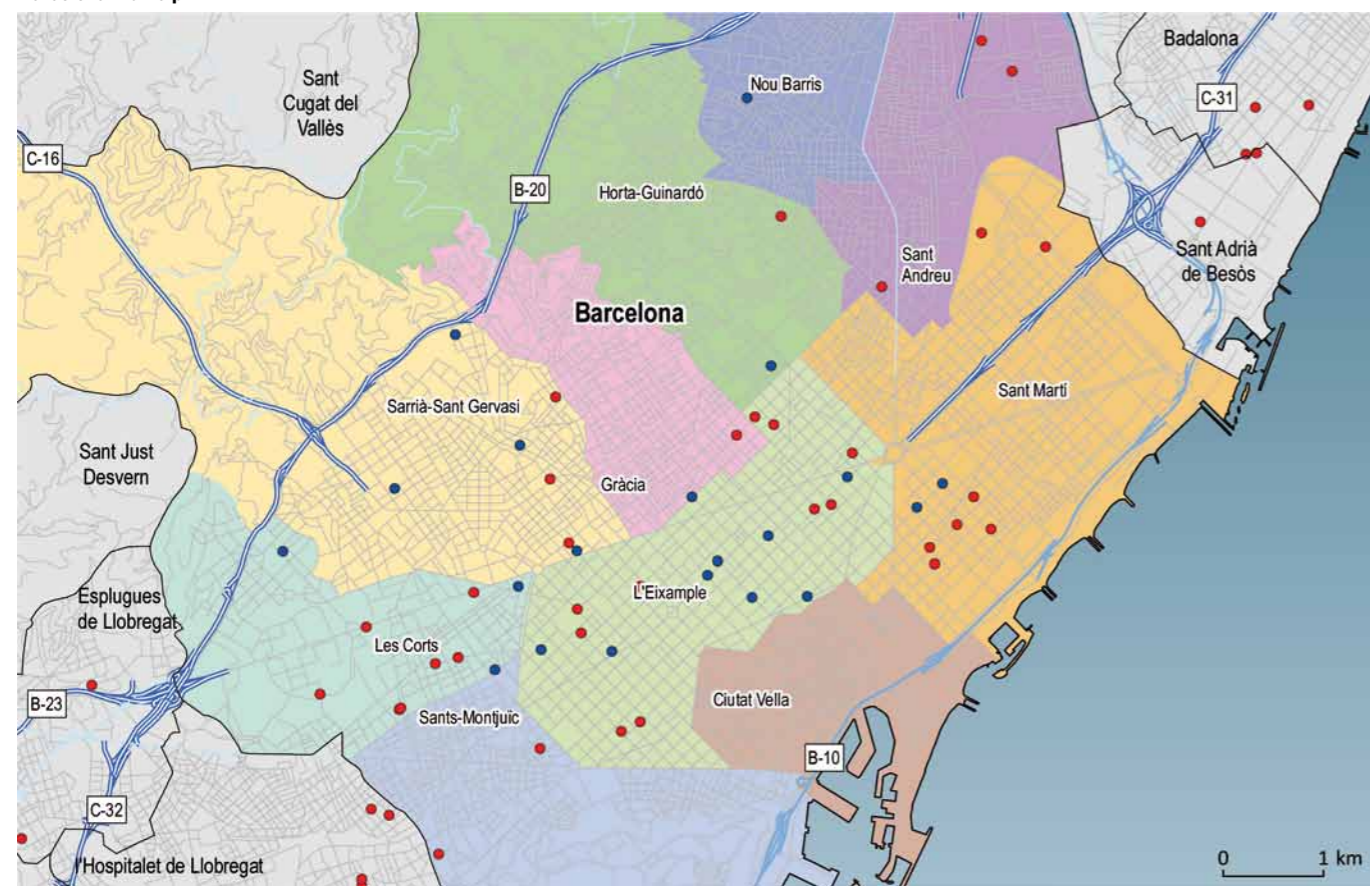 Badalona
Nou Barris
Sant
Cugat del
Vallès
C-31
C-16
B-20
Horta-Guinardó
Sant
Andreu
Sant Adrià
de Besòs
Barcelona
Sant Martí
Sarrià-Sant Gervasi
Sant Just
Desvern
Gràcia
L'Eixample
Esplugues
de Llobregat
Les Corts
Ciutat Vella
B-23
Sants-Montjuïc
B-10
C-32
l'Hospitalet de Llobregat
0 1 km